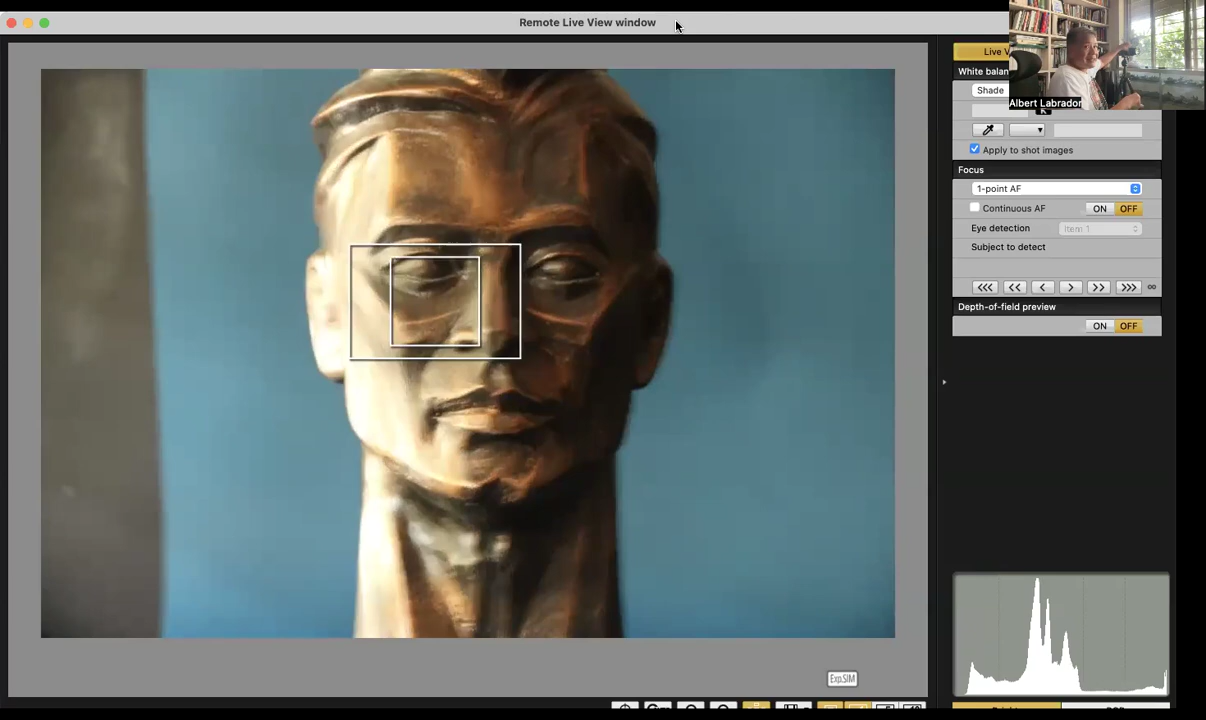 Remote Live View window
Live V
White balan
Shade
Albert Labrador
Apply to shot images
Focus
1-point AF
Continuous AF
ON
OFF
Eye detection
Item 1
Subject to detect
<<<
<<
<
>
>>
>>>
∞
Depth-of-field preview
ON
OFF
Exp.SIM